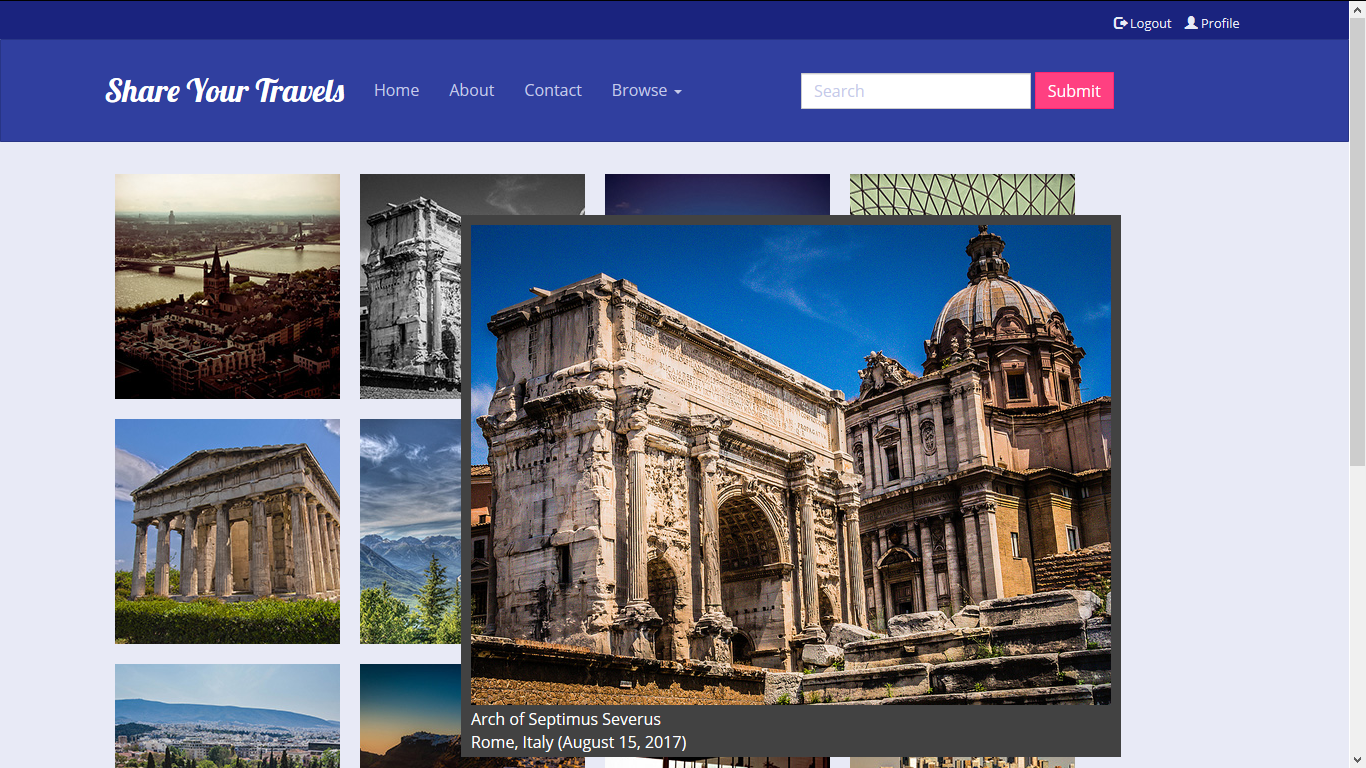 Logout Profile
Share Your Travels Home About Contact Browse Search Submit
Arch of Septimus Severus
Rome, Italy (August 15, 2017)